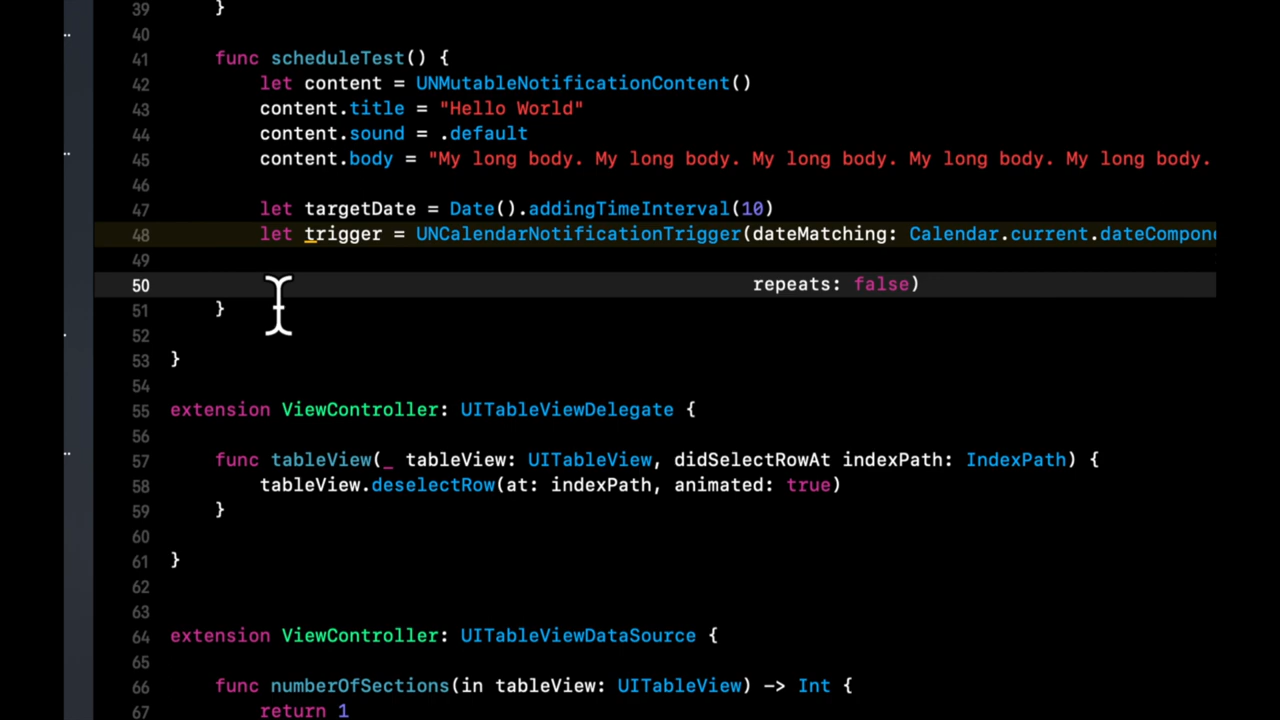 39 }
40
41 func scheduleTest() {
42 let content = UNMutableNotificationContent()
43 content.title = "Hello World"
44 content.sound = .default
45 content.body = "My long body. My long body. My long body. My long body. My long body.
46
47 let targetDate = Date().addingTimeInterval(10)
48 let trigger = UNCalendarNotificationTrigger(dateMatching: Calendar.current.dateCompone
49
50 repeats: false)
51 }
52
53 }
54
55 extension ViewController: UITableViewDelegate {
56
57 func tableView(_ tableView: UITableView, didSelectRowAt indexPath: IndexPath) {
58 tableView.deselectRow(at: indexPath, animated: true)
59 }
60
61 }
62
63
64 extension ViewController: UITableViewDataSource {
65
66 func numberOfSections(in tableView: UITableView) -> Int {
67 return 1